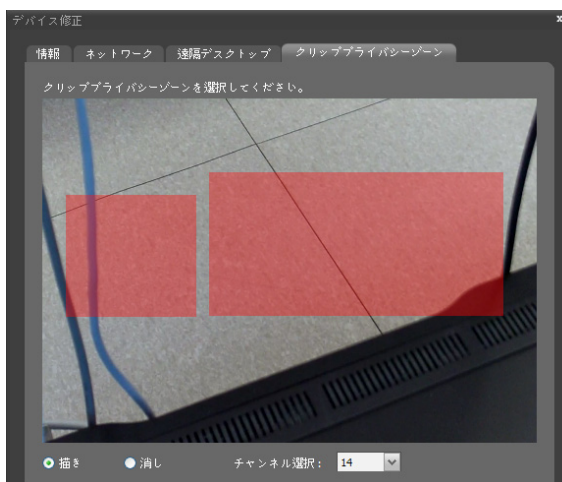 デバイス修正 x
情報 ネットワーク 遠隔デスクトップ クリッププライバシーゾーン
クリッププライバシーゾーンを選択してください。
描き 消し チャンネル選択： 14